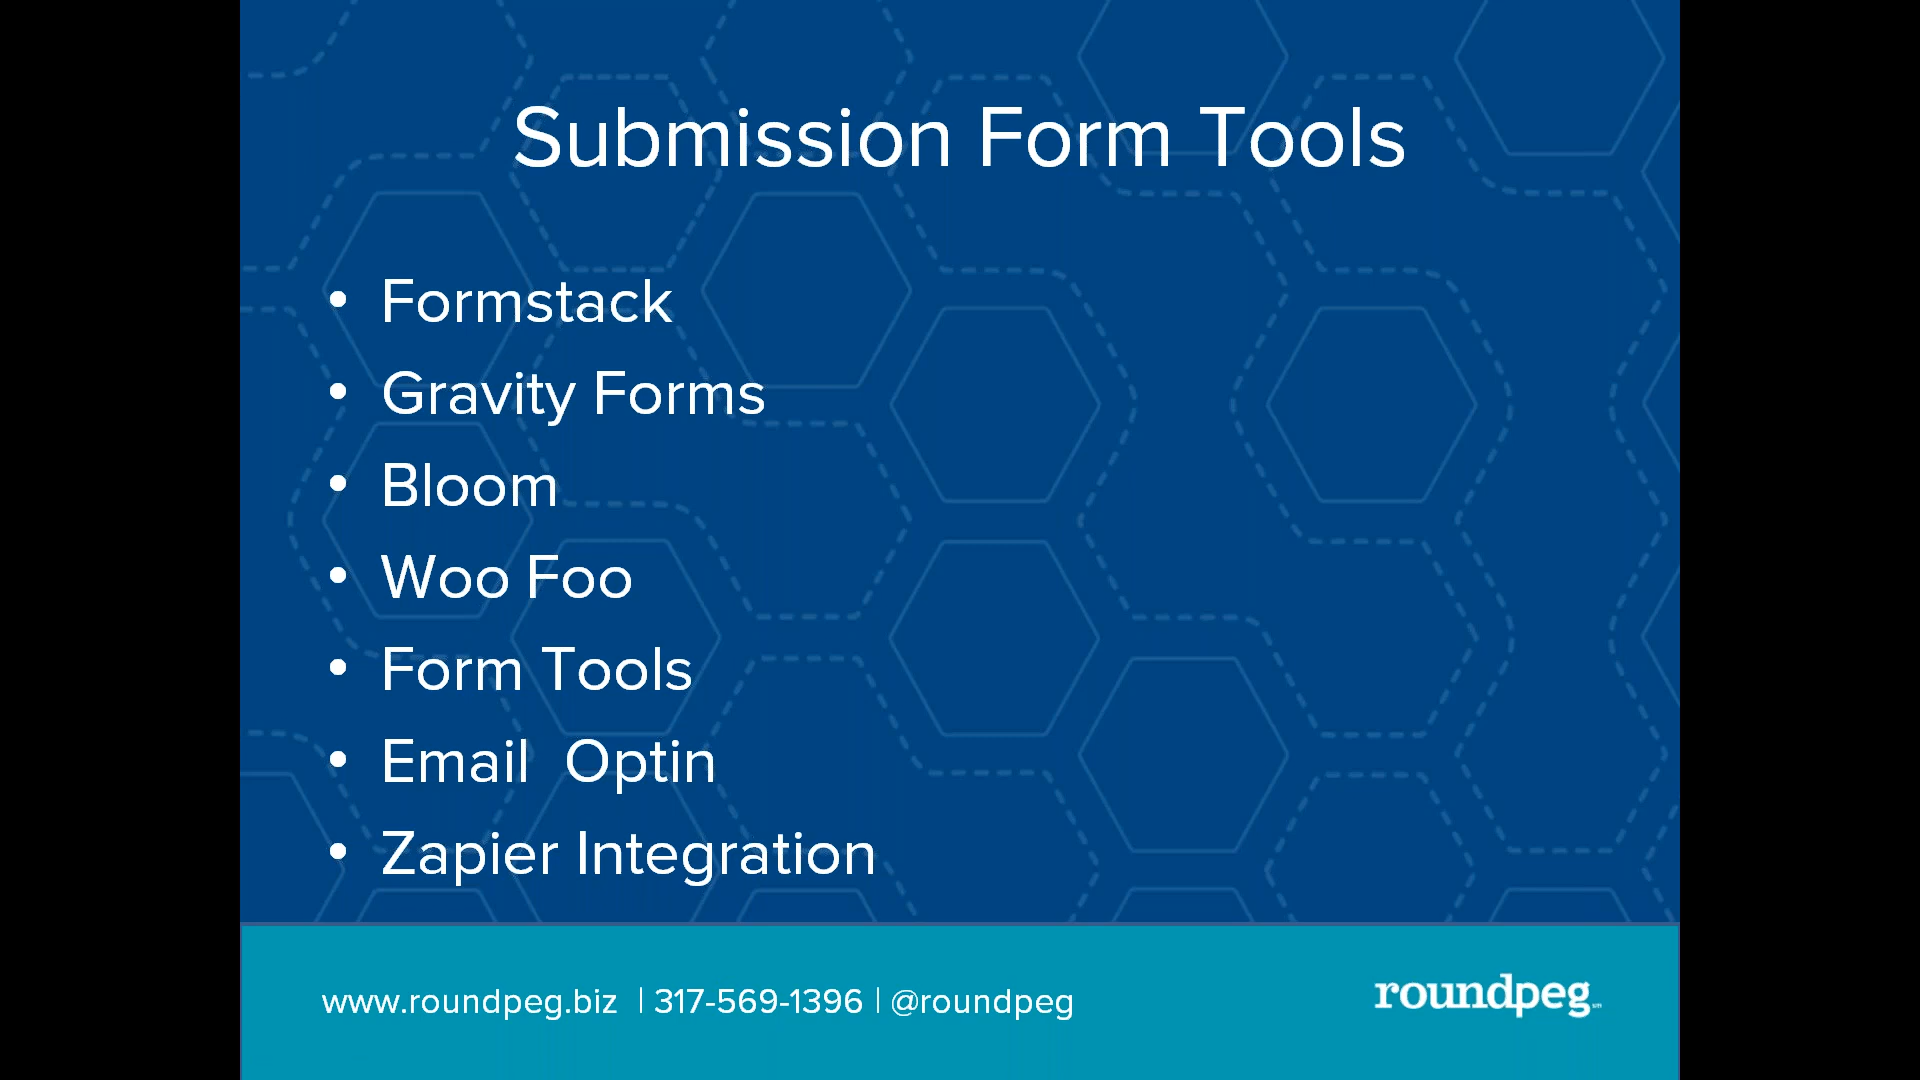 Submission Form Tools
• Formstack
• Gravity Forms
• Bloom
• Woo Foo
• Form Tools
• Email  Optin
• Zapier Integration
www.roundpeg.biz | 317-569-1396 | @roundpeg
roundpeg